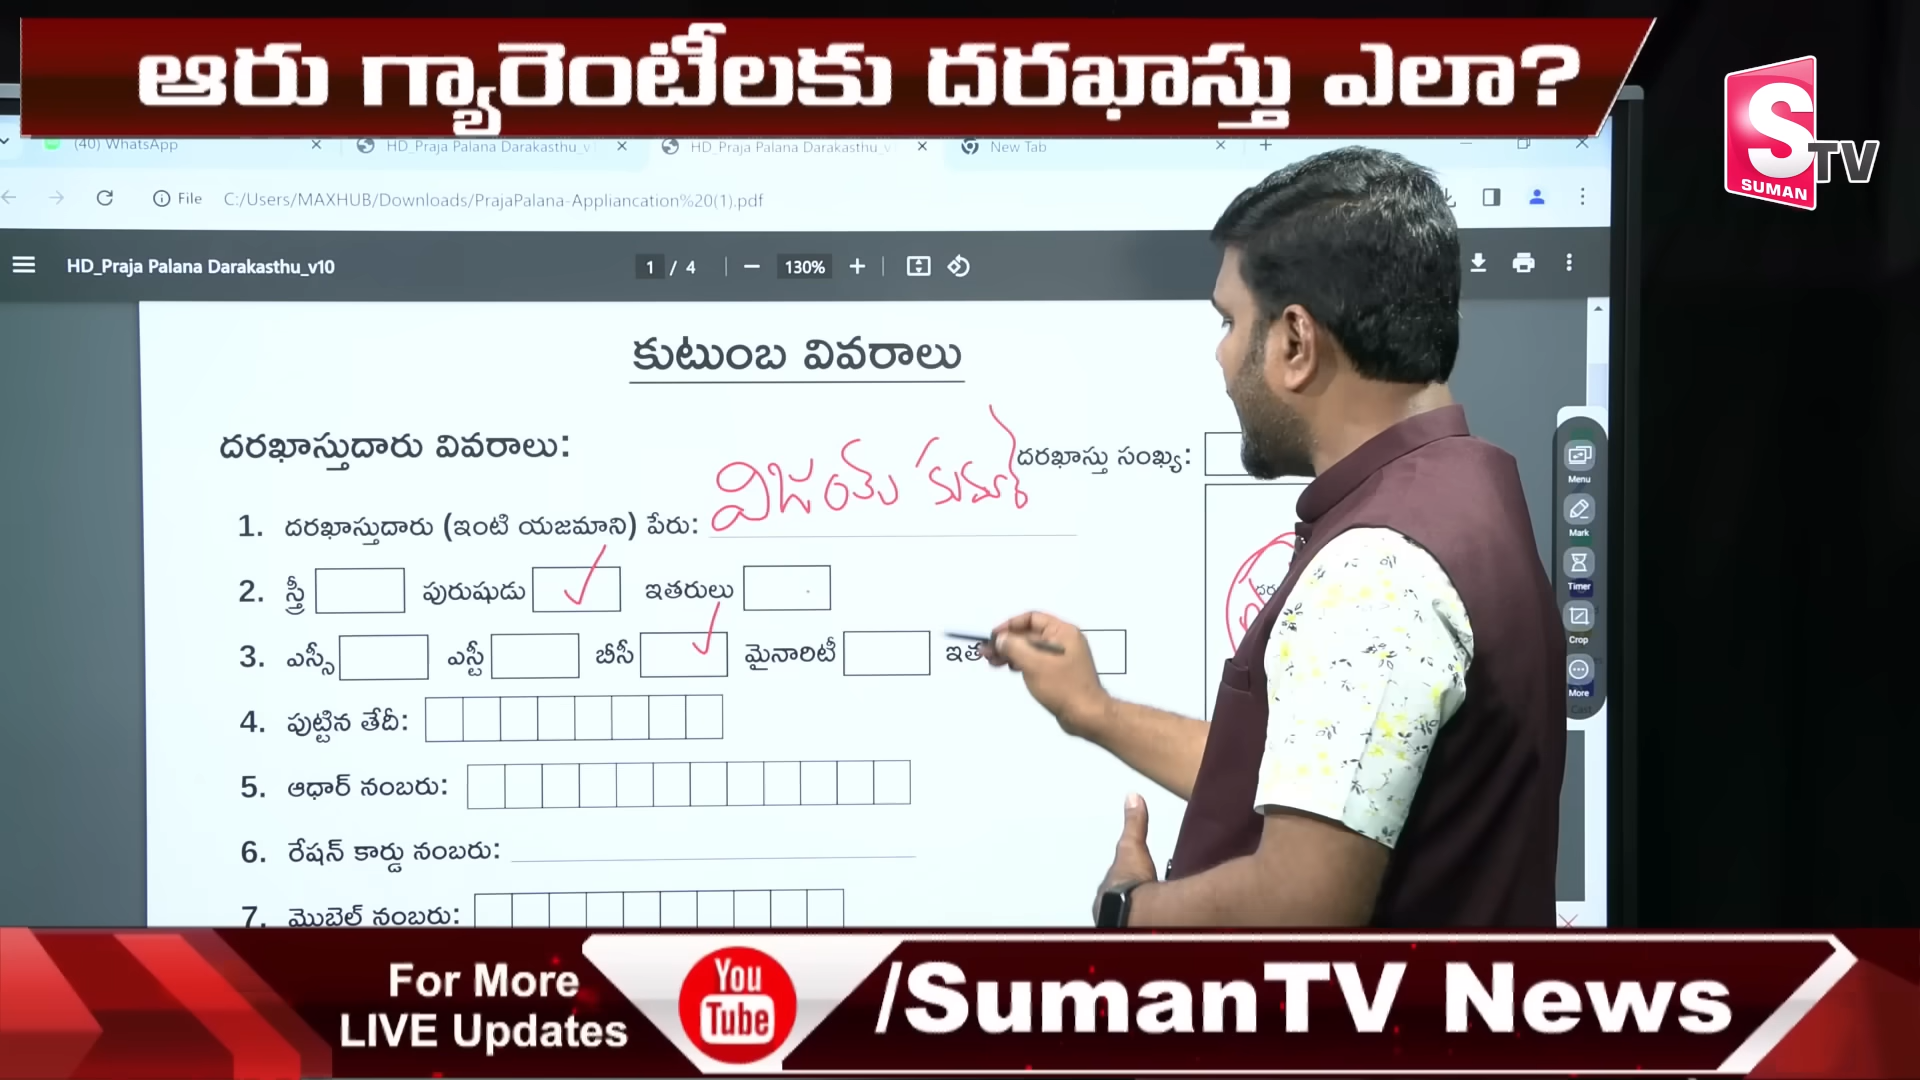 ఆరు గ్యారెంటీలకు దరఖాస్తు ఎలా?
S
SUMAN
TV
(40) WhatsApp
HD_Praja Palana Darakasthu_v1
HD_Praja Palana Darakasthu_v
New Tab
File C:/Users/MAXHUB/Downloads/PrajaPalana-Appliancation%20(1).pdf
HD_Praja Palana Darakasthu_v10
1 / 4
130%
కుటుంబ వివరాలు
దరఖాస్తుదారు వివరాలు:
విజయ్ కుమార్
దరఖాస్తు సంఖ్య:
1. దరఖాస్తుదారు (ఇంటి యజమాని) పేరు:
2. స్త్రీ పురుషుడు ఇతరులు
3. ఎస్సీ ఎస్టీ బీసీ మైనారిటీ
4. పుట్టిన తేదీ:
5. ఆధార్ నంబరు:
6. రేషన్ కార్డు నంబరు:
7. మొబైల్ నంబరు:
Menu
Mark
Timer
Crop
More
Cast
For More
LIVE Updates
You
Tube
/SumanTV News